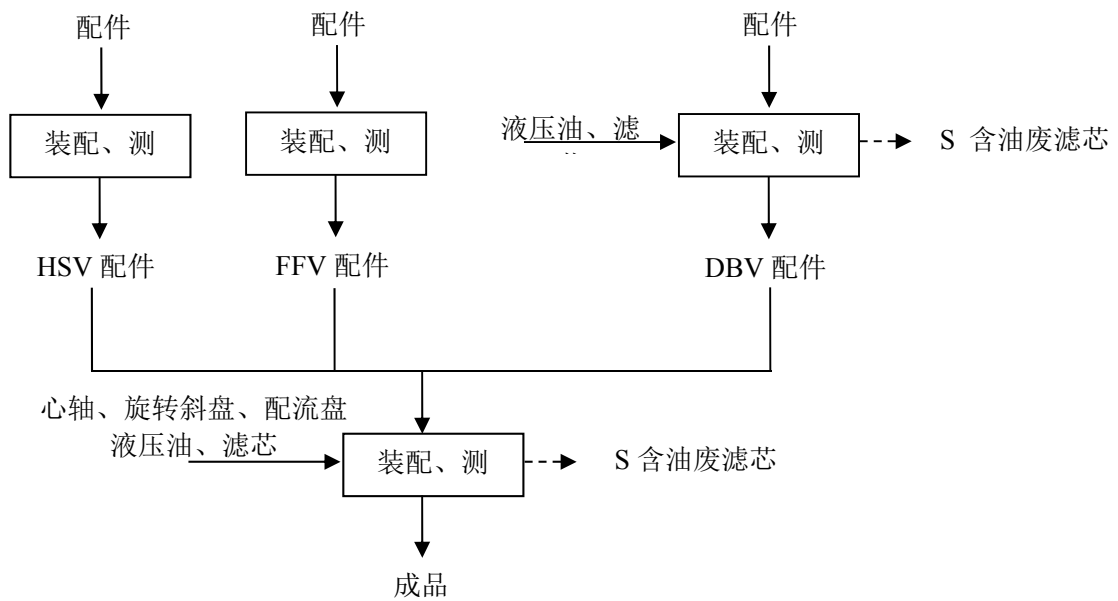 配件
配件
配件
装配、测
装配、测
液压油、滤
装配、测
S 含油废滤芯
HSV 配件
FFV 配件
DBV 配件
心轴、旋转斜盘、配流盘
液压油、滤芯
装配、测
S 含油废滤芯
成品